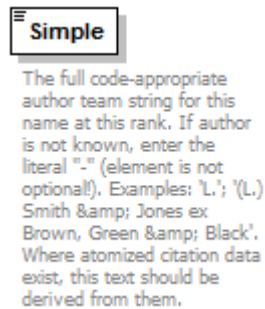 Simple
The full code-appropriate
author team string for this
name at this rank. If author
is not known, enter the
literal "-" (element is not
optional!). Examples: 'L.'; '(L.)
Smith &amp; Jones ex
Brown, Green &amp; Black'.
Where atomized citation data
exist, this text should be
derived from them.